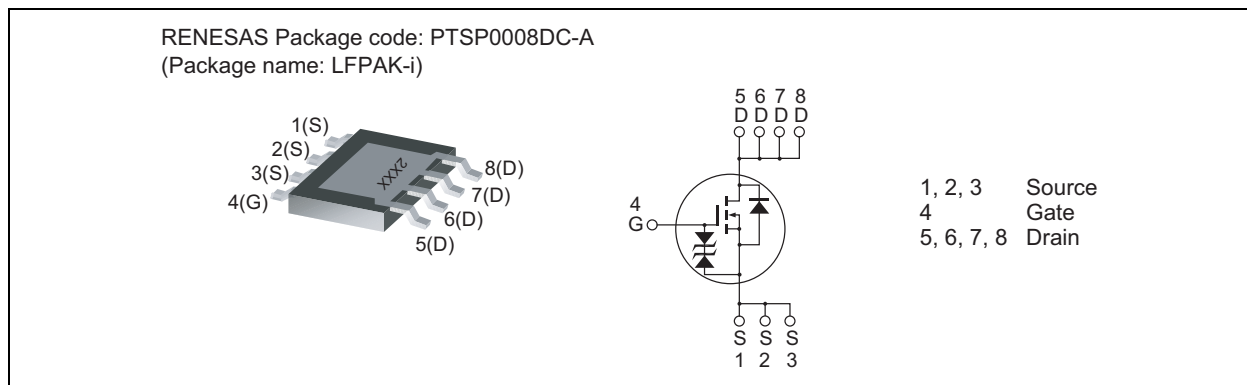 RENESAS Package code: PTSP0008DC-A
(Package name: LFPAK-i)
1(S)
2(S)
3(S)
4(G)
2XXX
8(D)
7(D)
6(D)
5(D)
5 6 7 8
D D D D
4
G
S S S
1 2 3
1, 2, 3 Source
4 Gate
5, 6, 7, 8 Drain